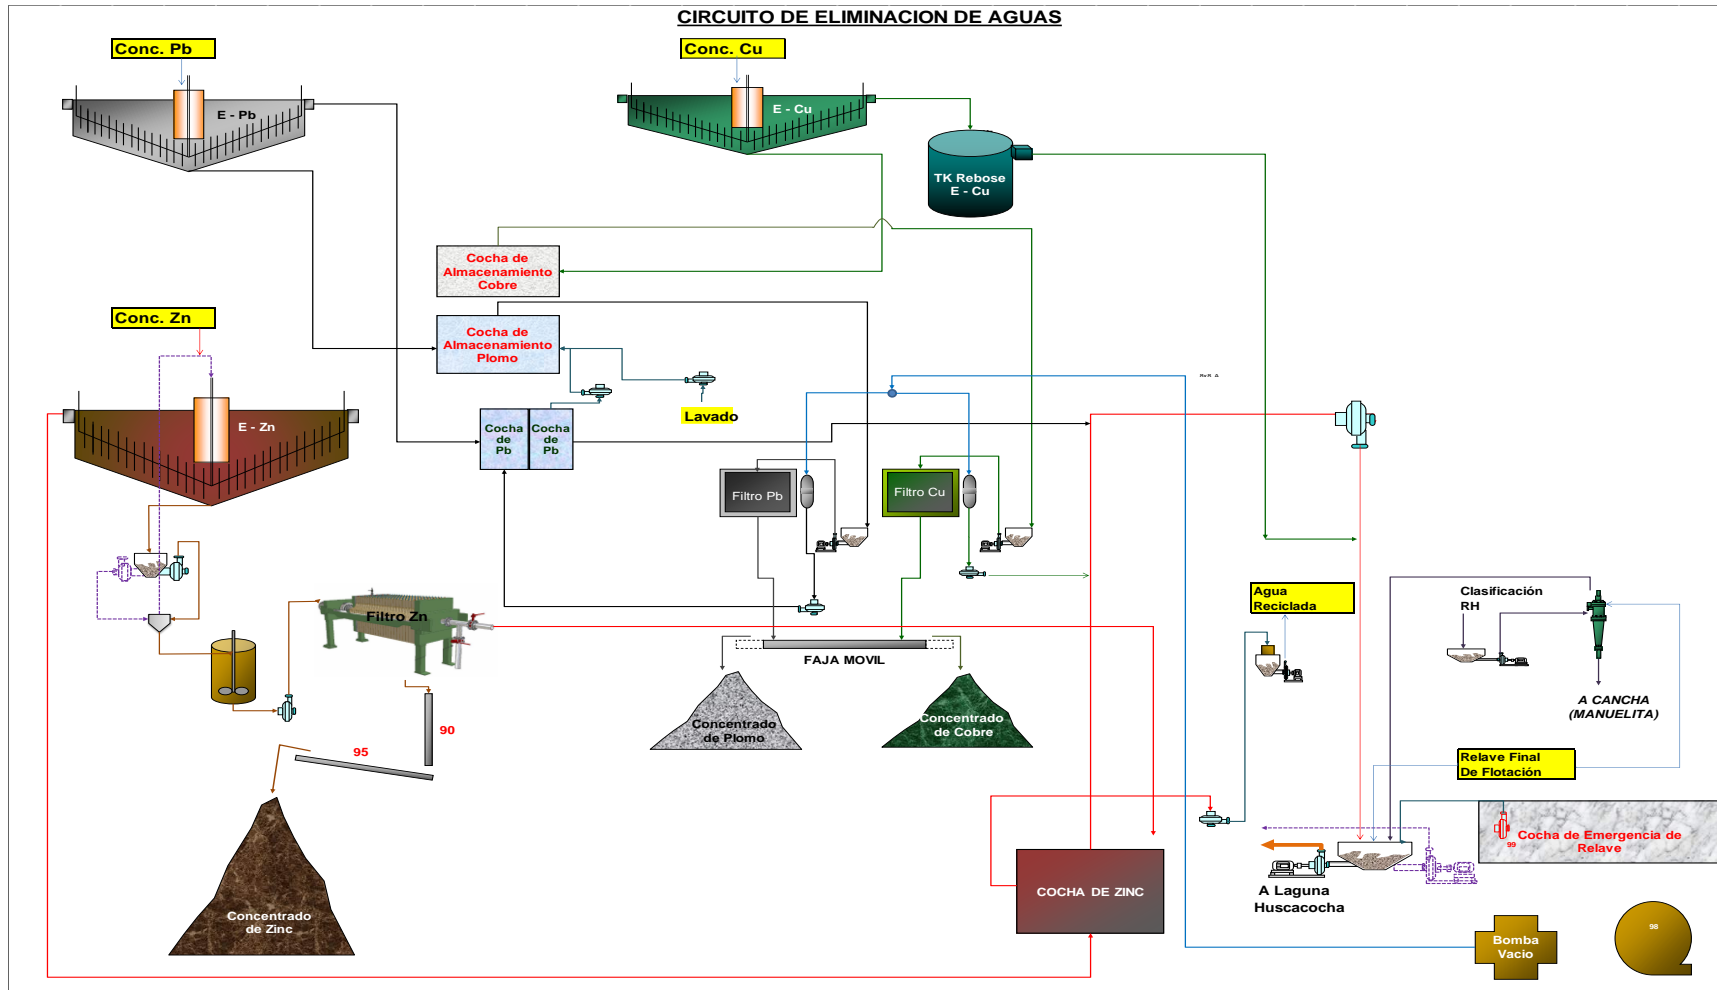 CIRCUITO DE ELIMINACION DE AGUAS
Conc. Pb
Conc. Cu
E - Pb
E - Cu
TK Rebose
E - Cu
Cocha de
Almacenamiento
Cobre
Conc. Zn
Cocha de
Almacenamiento
Plomo
Lavado
E - Zn
Cocha
de
Pb
Cocha
de
Pb
Filtro Pb
Filtro Cu
Agua
Reciclada
Clasificación
RH
Filtro Zn
FAJA MOVIL
A CANCHA
(MANUELITA)
Concentrado
de Plomo
Concentrado
de Cobre
90
95
Relave Final
De Flotación
Cocha de Emergencia de
Relave
99
COCHA DE ZINC
A Laguna
Huscacocha
Concentrado
de Zinc
Bomba
Vacio
98